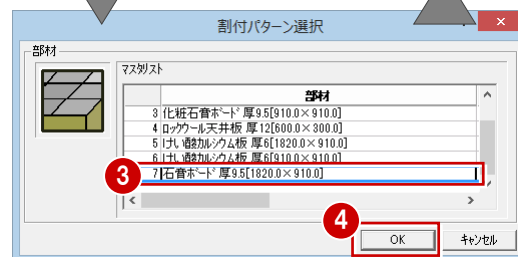 割付パターン選択
部材
マスタリスト
部材
3 化粧石膏ボード 厚9.5[910.0×910.0]
4 ロックウール天井板 厚12[600.0×300.0]
5 けい酸カルシウム板 厚6[1820.0×910.0]
6 けい酸カルシウム板 厚6[910.0×910.0]
3
7 石膏ボード 厚9.5[1820.0×910.0]
4
OK
キャンセル